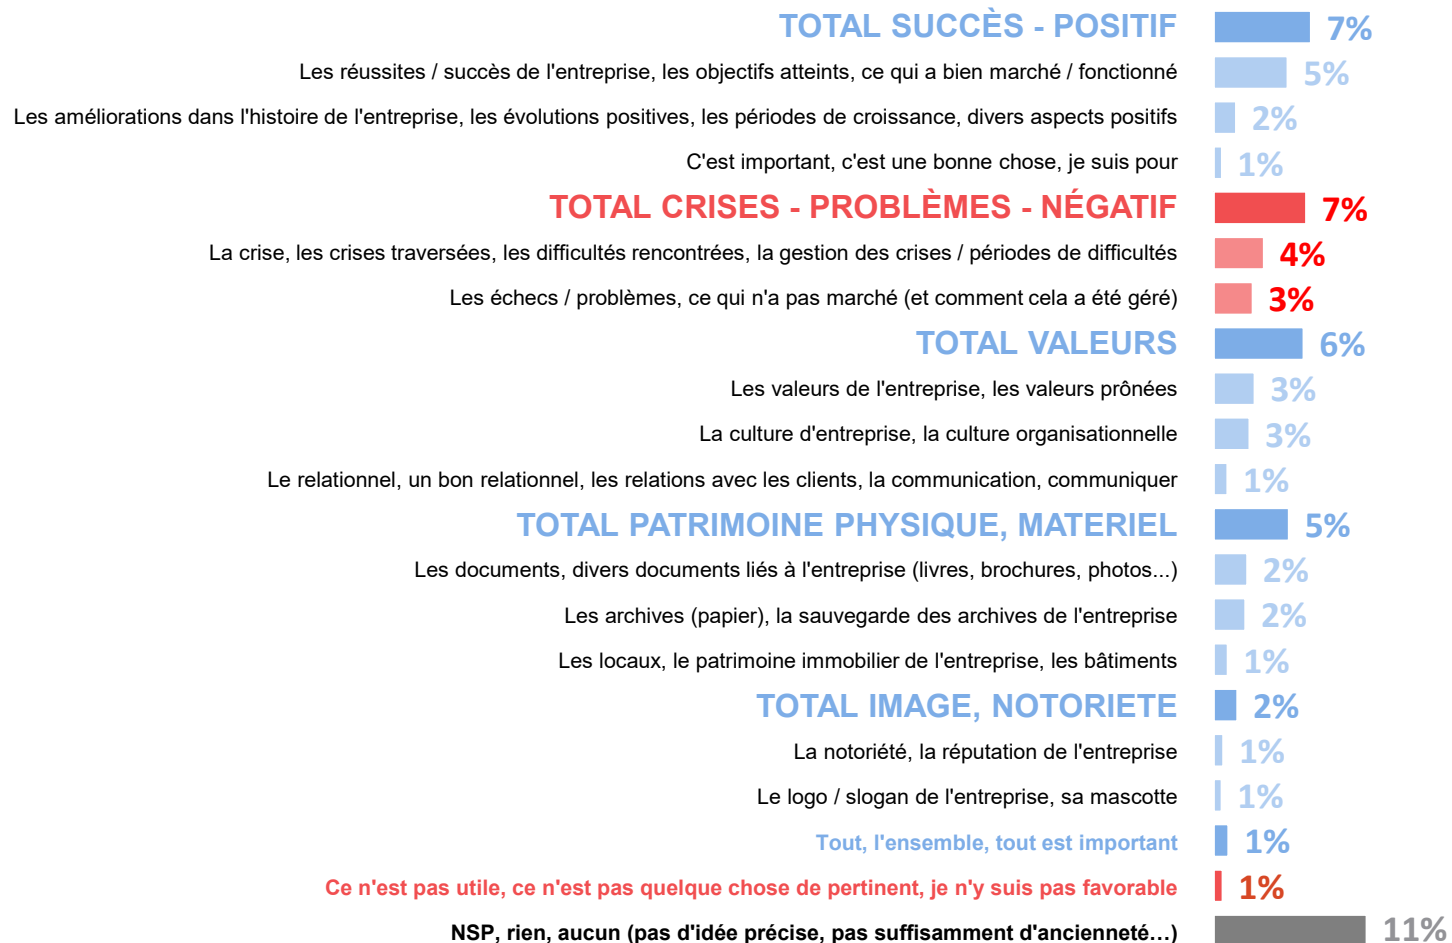 TOTAL SUCCÈS - POSITIF 7%
Les réussites / succès de l'entreprise, les objectifs atteints, ce qui a bien marché / fonctionné 5%
Les améliorations dans l'histoire de l'entreprise, les évolutions positives, les périodes de croissance, divers aspects positifs 2%
C'est important, c'est une bonne chose, je suis pour 1%
TOTAL CRISES - PROBLÈMES - NÉGATIF 7%
La crise, les crises traversées, les difficultés rencontrées, la gestion des crises / périodes de difficultés 4%
Les échecs / problèmes, ce qui n'a pas marché (et comment cela a été géré) 3%
TOTAL VALEURS 6%
Les valeurs de l'entreprise, les valeurs prônées 3%
La culture d'entreprise, la culture organisationnelle 3%
Le relationnel, un bon relationnel, les relations avec les clients, la communication, communiquer 1%
TOTAL PATRIMOINE PHYSIQUE, MATERIEL 5%
Les documents, divers documents liés à l'entreprise (livres, brochures, photos...) 2%
Les archives (papier), la sauvegarde des archives de l'entreprise 2%
Les locaux, le patrimoine immobilier de l'entreprise, les bâtiments 1%
TOTAL IMAGE, NOTORIETE 2%
La notoriété, la réputation de l'entreprise 1%
Le logo / slogan de l'entreprise, sa mascotte 1%
Tout, l'ensemble, tout est important 1%
Ce n'est pas utile, ce n'est pas quelque chose de pertinent, je n'y suis pas favorable 1%
NSP, rien, aucun (pas d'idée précise, pas suffisamment d'ancienneté…) 11%